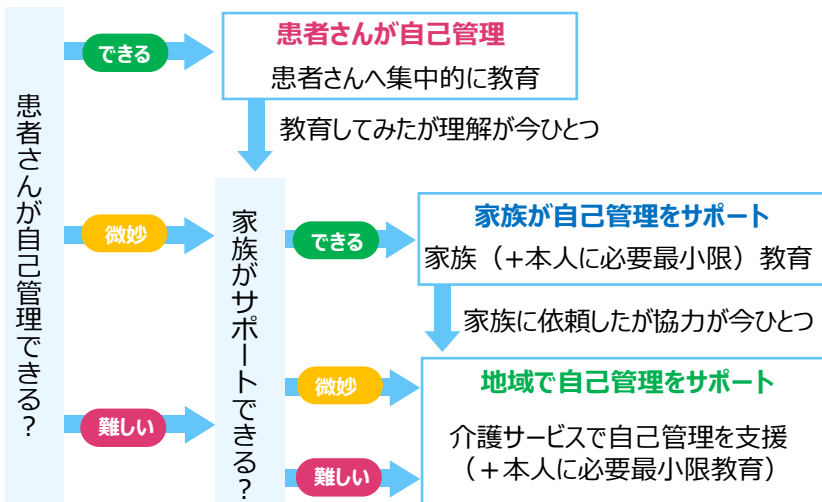 患者さんが自己管理できる?
できる
患者さんが自己管理
患者さんへ集中的に教育
教育してみたが理解が今ひとつ
微妙
難しい
家族がサポートできる?
できる
家族が自己管理をサポート
家族（+本人に必要最小限）教育
家族に依頼したが協力が今ひとつ
微妙
難しい
地域で自己管理をサポート
介護サービスで自己管理を支援
（+本人に必要最小限教育）